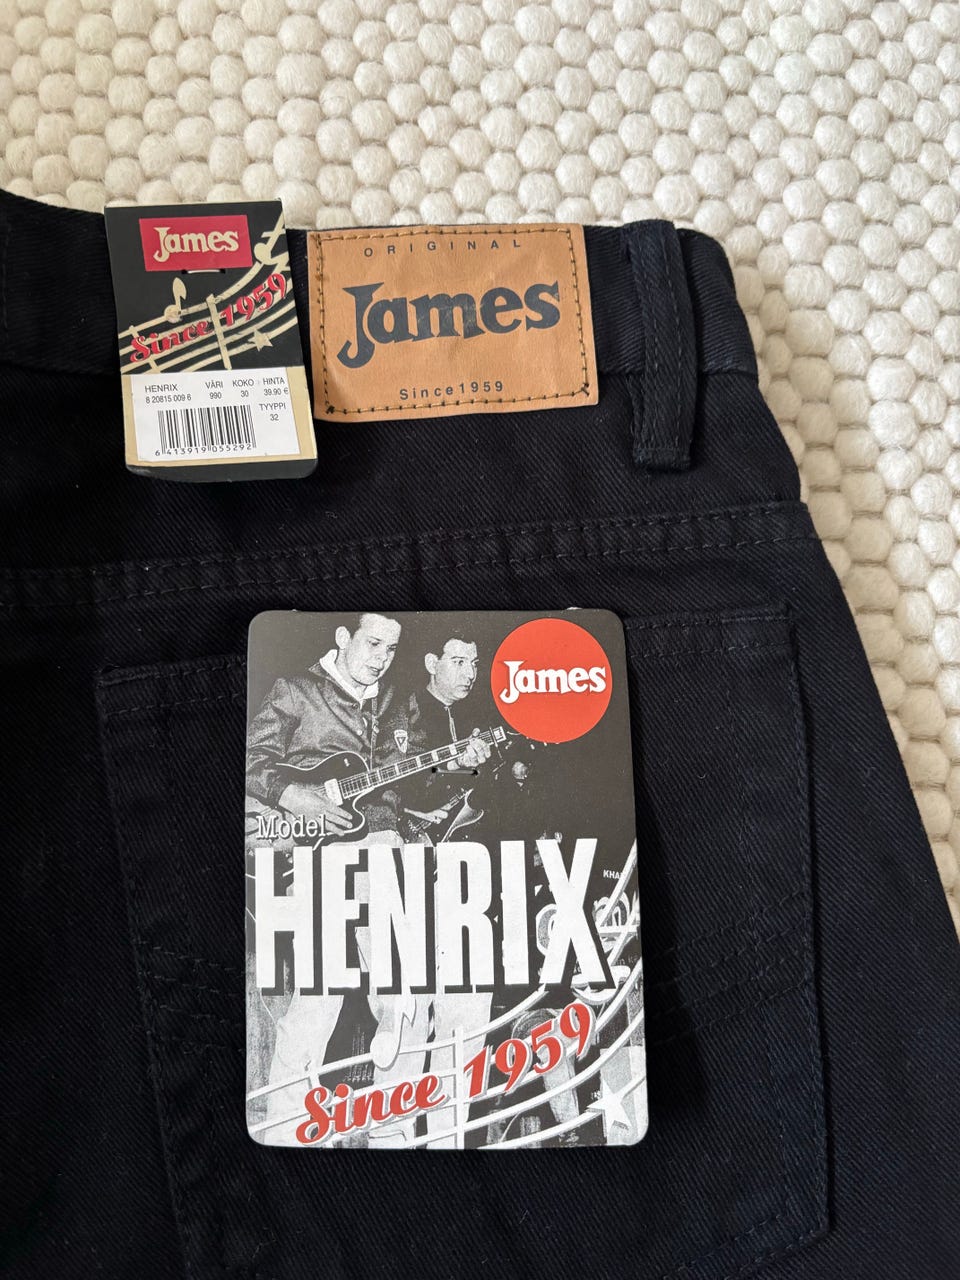 James
Since 1959
HENRIX VÄRI KOKO HINTA
8 20815 009 6 990 30 39.90 €
TYYPPI
32
6 413919 055292
ORIGINAL
James
Since 1959
James
Model
HENRIX
Since 1959